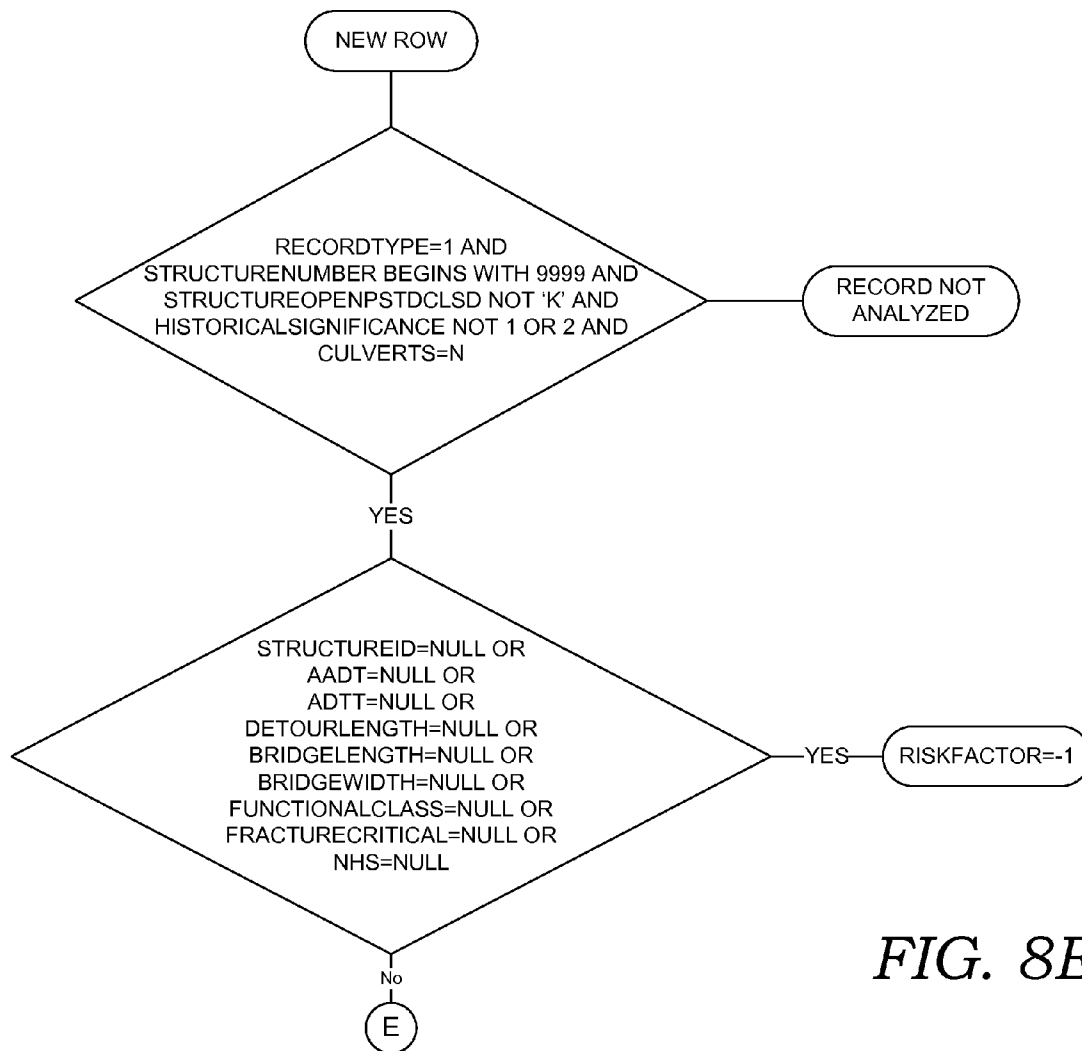 NEW ROW
RECORDTYPE=1 AND
STRUCTURENUMBER BEGINS WITH 9999 AND
STRUCTUREOPENPSTDCLSD NOT ‘K’ AND
HISTORICALSIGNIFICANCE NOT 1 OR 2 AND
CULVERTS=N
RECORD NOT
ANALYZED
YES
STRUCTUREID=NULL OR
AADT=NULL OR
ADTT=NULL OR
DETOURLENGTH=NULL OR
BRIDGELENGTH=NULL OR
BRIDGEWIDTH=NULL OR
FUNCTIONALCLASS=NULL OR
FRACTURECRITICAL=NULL OR
NHS=NULL
YES
RISKFACTOR=-1
No
E
FIG. 8E